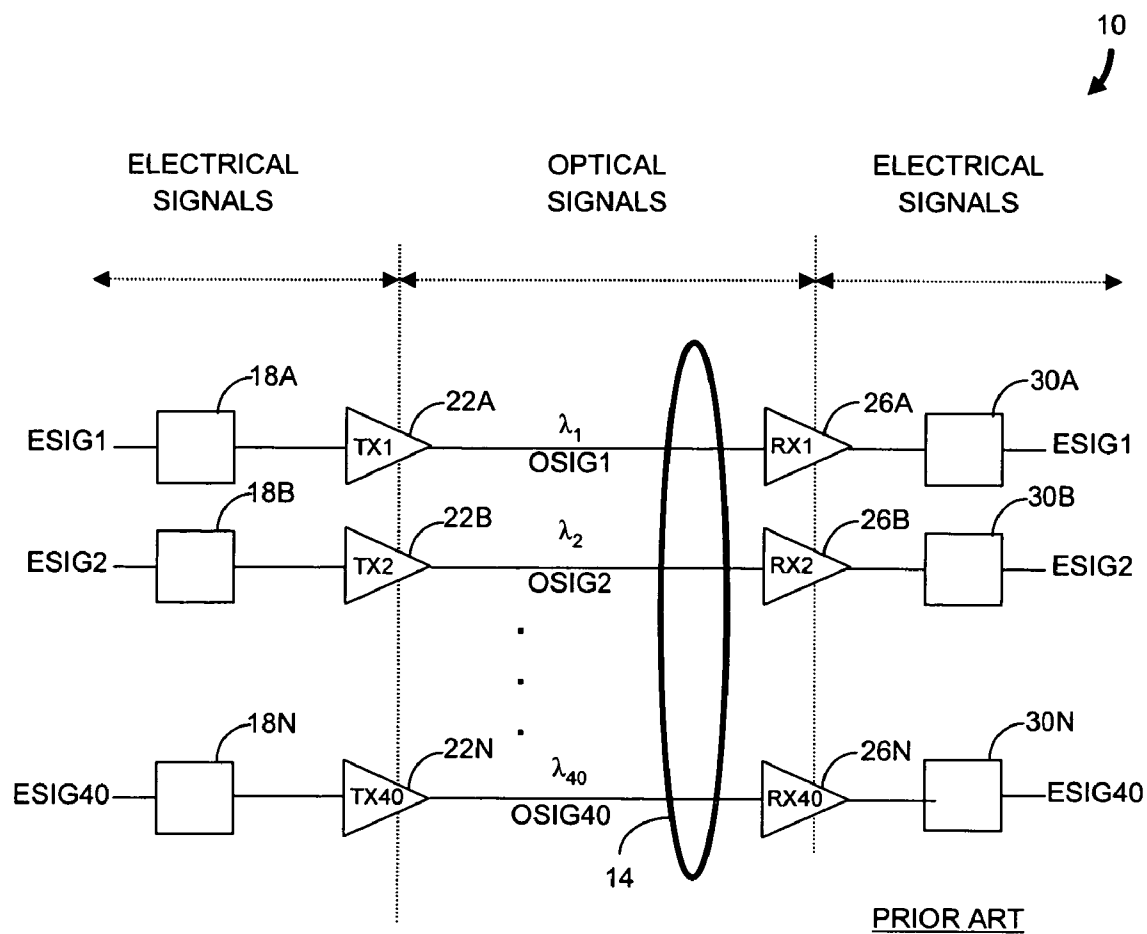 10
ELECTRICAL
SIGNALS
OPTICAL
SIGNALS
ELECTRICAL
SIGNALS
18A
22A
26A
30A
ESIG1
TX1
λ1
OSIG1
RX1
ESIG1
18B
22B
26B
30B
ESIG2
TX2
λ2
OSIG2
RX2
ESIG2
18N
22N
26N
30N
ESIG40
TX40
λ40
OSIG40
RX40
ESIG40
14
PRIOR ART